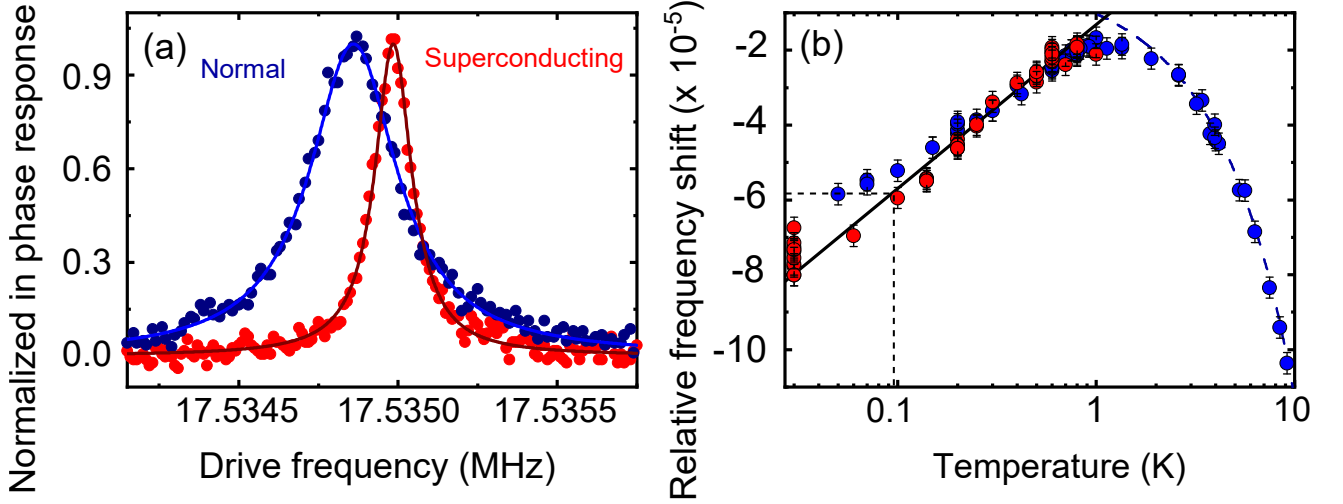 (a)
Normal
Superconducting
Normalized in phase response
0.9
0.6
0.3
0.0
17.5345
17.5350
17.5355
Drive frequency (MHz)
(b)
Relative frequency shift (x 10⁻⁵)
-2
-4
-6
-8
-10
0.1
1
10
Temperature (K)